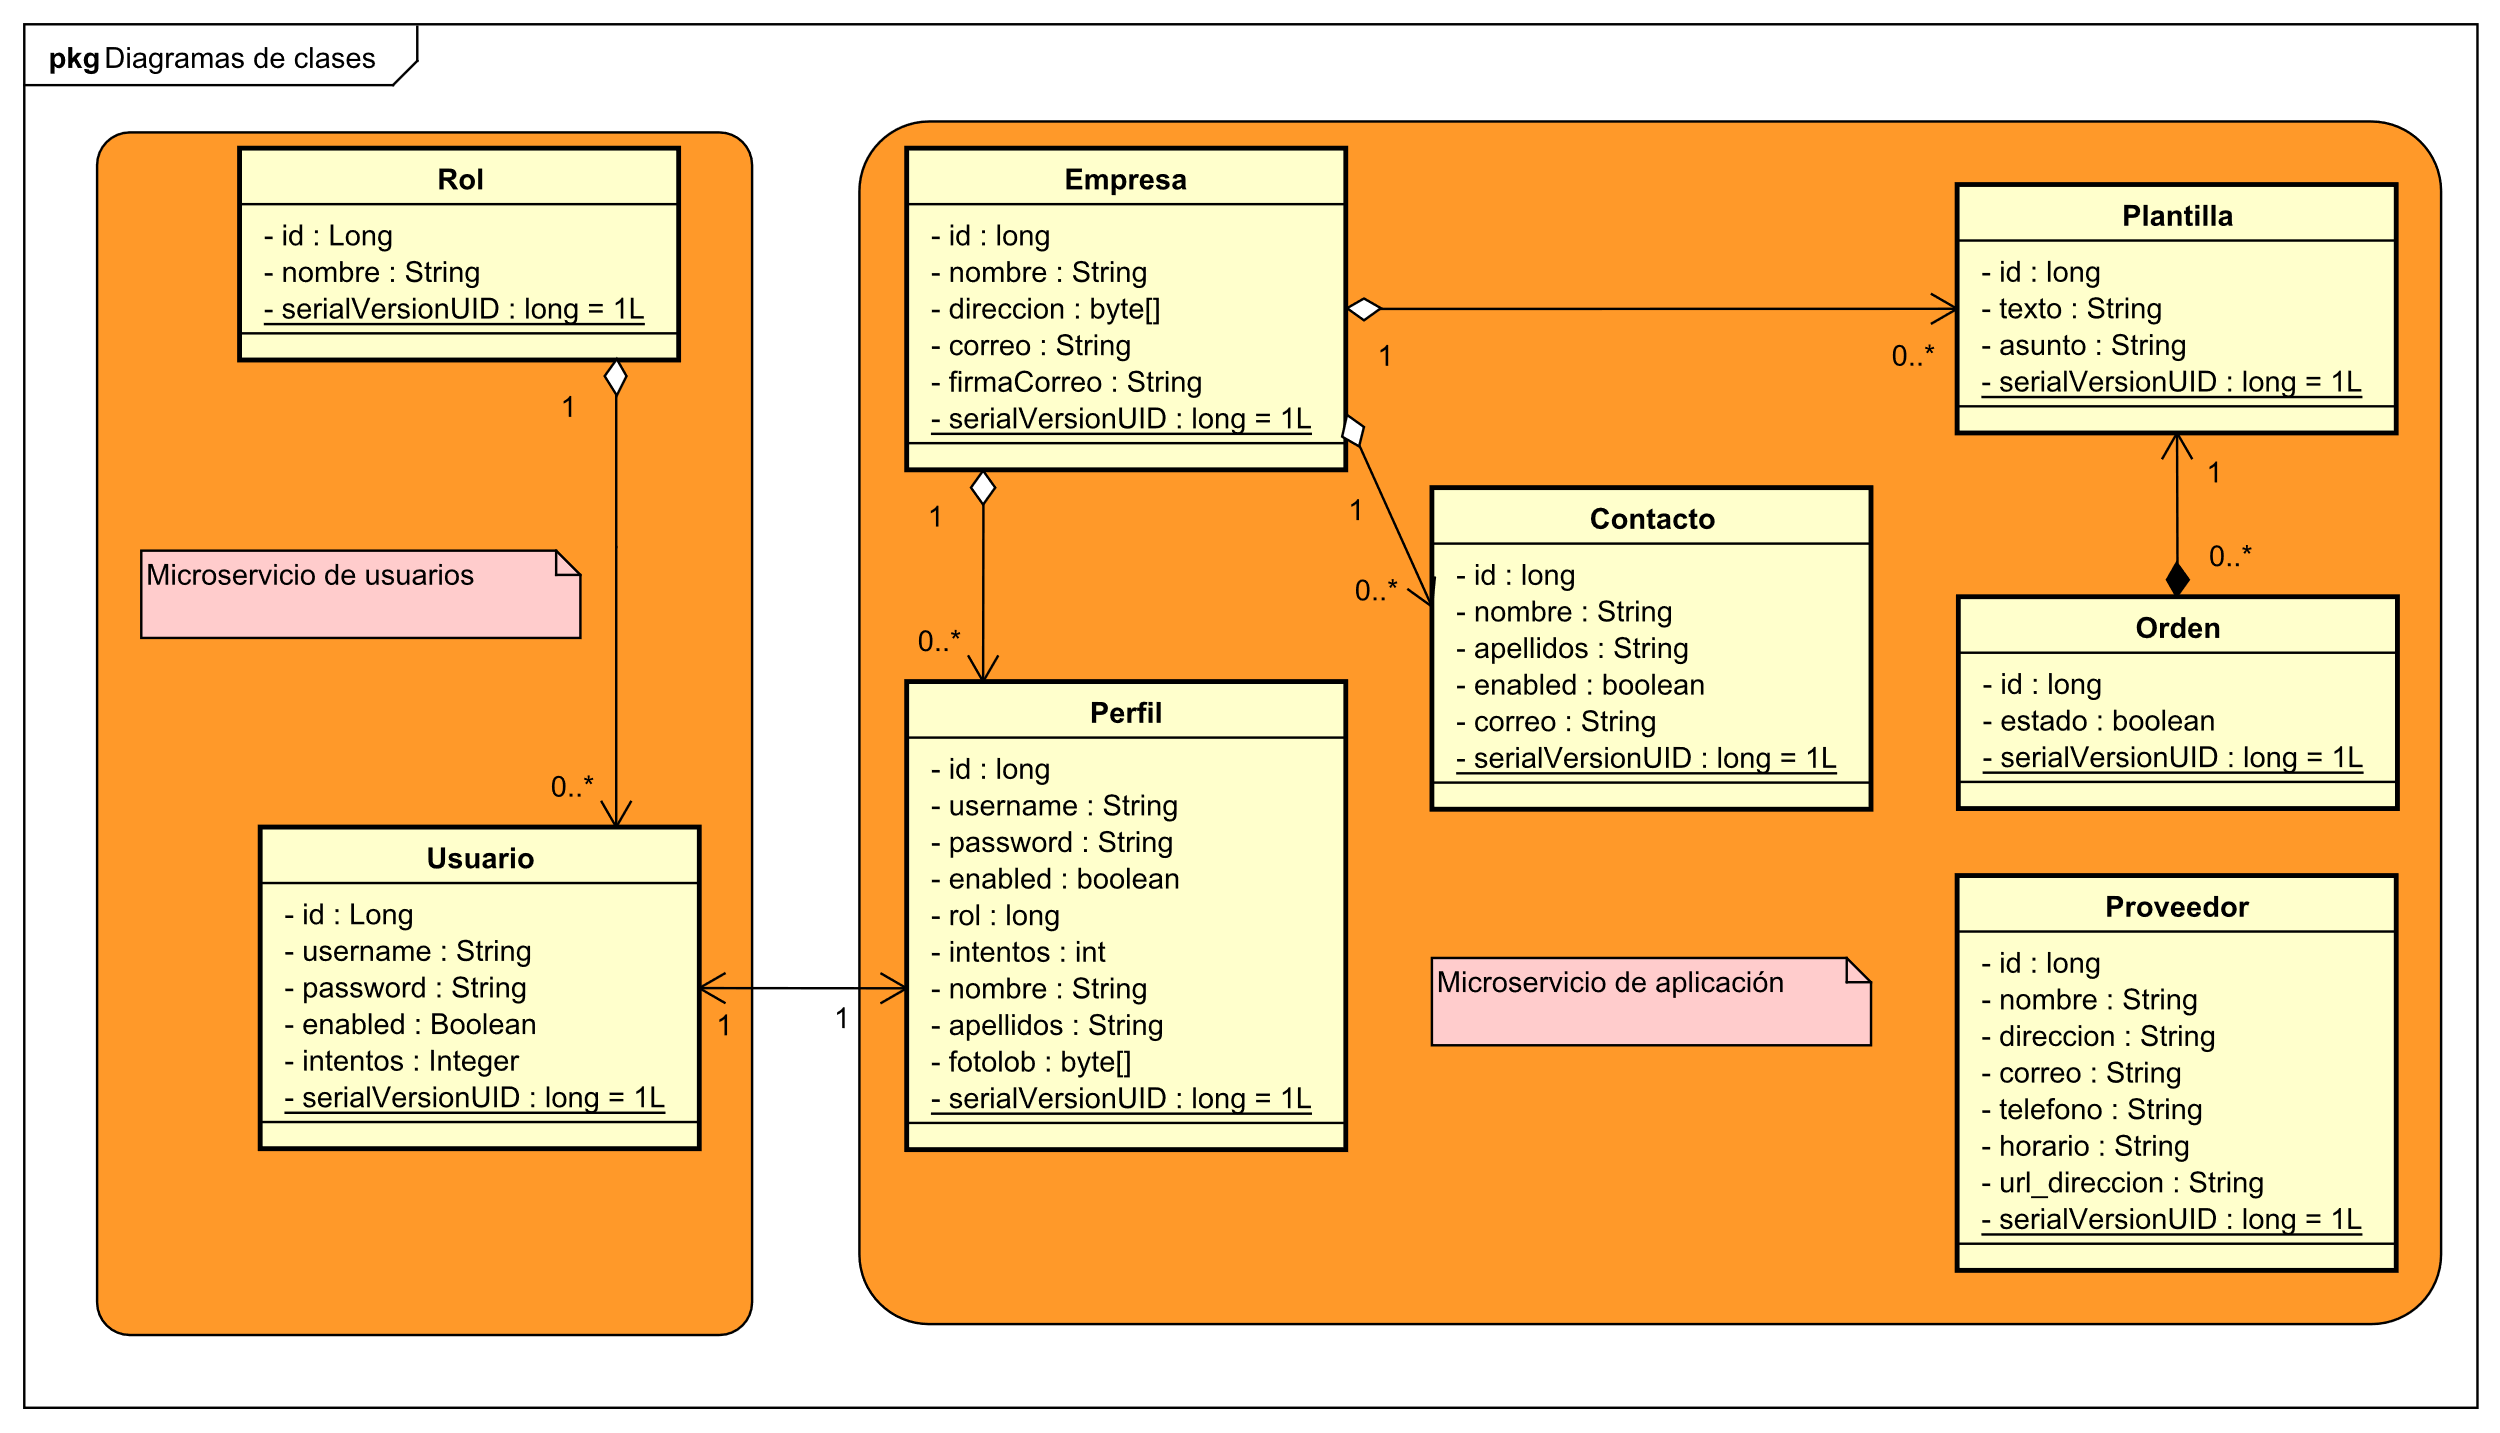 pkg Diagramas de clases
Rol
- id : Long
- nombre : String
- serialVersionUID : long = 1L
1
Microservicio de usuarios
0..*
Usuario
- id : Long
- username : String
- password : String
- enabled : Boolean
- intentos : Integer
- serialVersionUID : long = 1L
1
1
Empresa
- id : long
- nombre : String
- direccion : byte[]
- correo : String
- firmaCorreo : String
- serialVersionUID : long = 1L
1
0..*
1
0..*
1
0..*
Perfil
- id : long
- username : String
- password : String
- enabled : boolean
- rol : long
- intentos : int
- nombre : String
- apellidos : String
- fotolob : byte[]
- serialVersionUID : long = 1L
Contacto
- id : long
- nombre : String
- apellidos : String
- enabled : boolean
- correo : String
- serialVersionUID : long = 1L
Microservicio de aplicación
Plantilla
- id : long
- texto : String
- asunto : String
- serialVersionUID : long = 1L
1
0..*
Orden
- id : long
- estado : boolean
- serialVersionUID : long = 1L
Proveedor
- id : long
- nombre : String
- direccion : String
- correo : String
- telefono : String
- horario : String
- url_direccion : String
- serialVersionUID : long = 1L